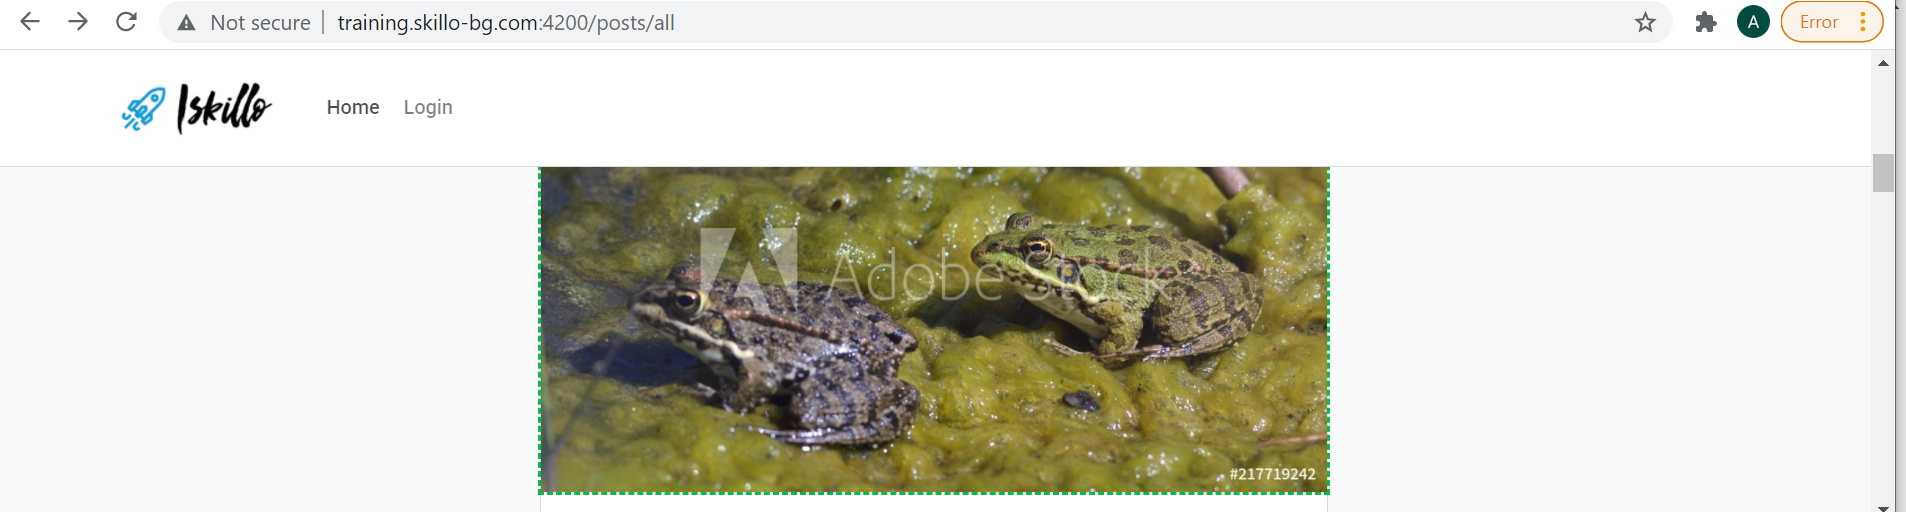 Not secure training.skillo-bg.com:4200/posts/all A Error
Iskillo Home Login
Adobe Stock
#217719242